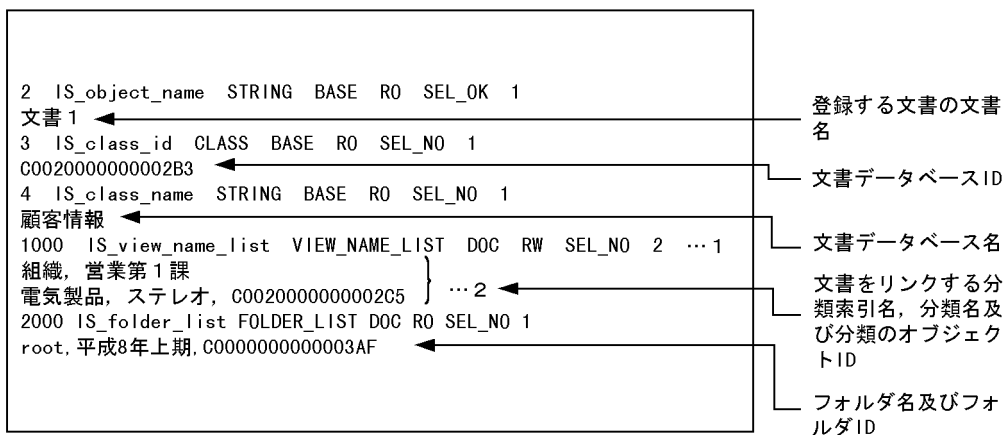 2 IS_object_name STRING BASE RO SEL_OK 1
文書1
3 IS_class_id CLASS BASE RO SEL_NO 1
C0020000000002B3
4 IS_class_name STRING BASE RO SEL_NO 1
顧客情報
1000 IS_view_name_list VIEW_NAME_LIST DOC RW SEL_NO 2 …1
組織，営業第1課
電気製品，ステレオ，C0020000000002C5 …2
2000 IS_folder_list FOLDER_LIST DOC RO SEL_NO 1
root,平成8年上期,C0000000000003AF
登録する文書の文書
名
文書データベースID
文書データベース名
文書をリンクする分
類索引名，分類名及
び分類のオブジェク
トID
フォルダ名及びフォ
ルダID